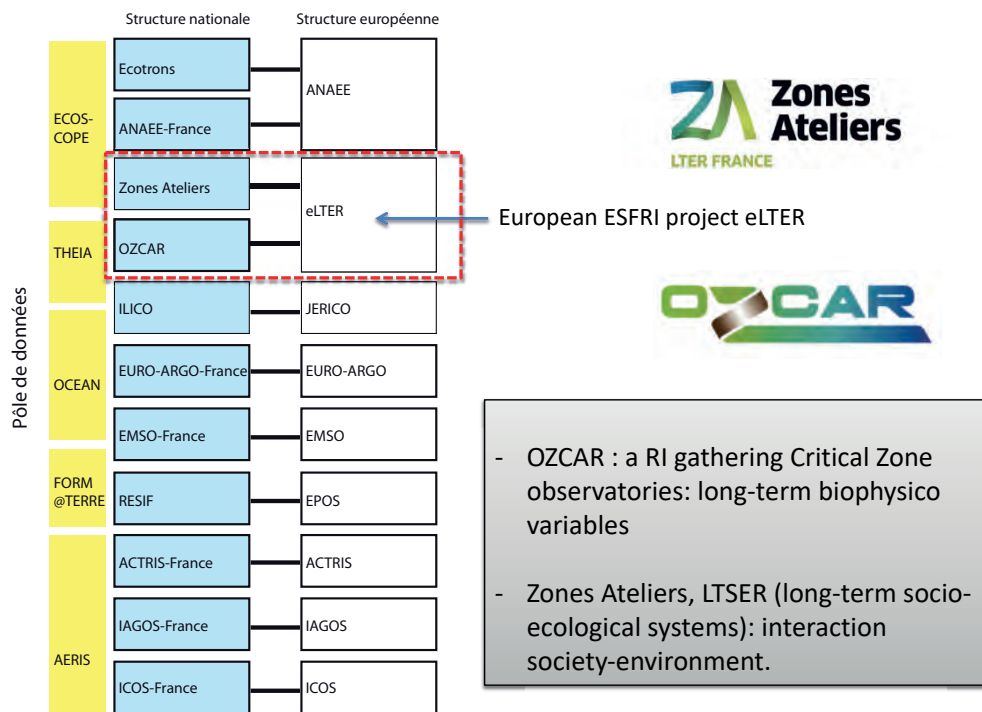 Structure nationale
Structure européenne
Pôle de données
ECOS-
COPE
THEIA
OCEAN
FORM
@TERRE
AERIS
Ecotrons
ANAEE-France
Zones Ateliers
OZCAR
ILICO
EURO-ARGO-France
EMSO-France
RESIF
ACTRIS-France
IAGOS-France
ICOS-France
ANAEE
eLTER
JERICO
EURO-ARGO
EMSO
EPOS
ACTRIS
IAGOS
ICOS
ZA Zones
Ateliers
LTER FRANCE
European ESFRI project eLTER
OZCAR
- OZCAR : a RI gathering Critical Zone
observatories: long-term biophysico
variables
- Zones Ateliers, LTSER (long-term socio-
ecological systems): interaction
society-environment.